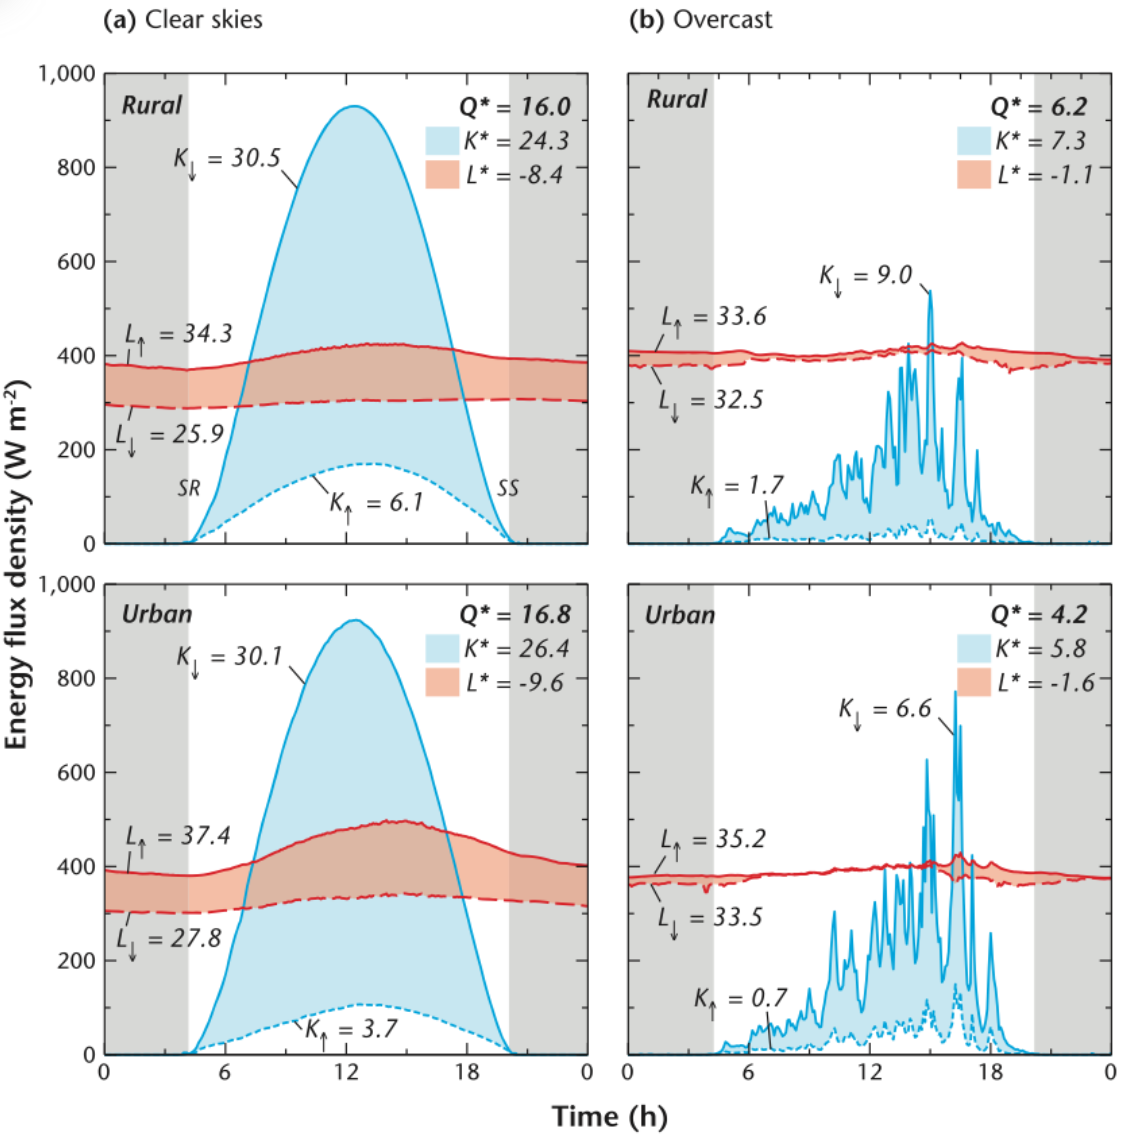 (a) Clear skies
(b) Overcast
Energy flux density (W m-2)
1,000
800
600
400
200
0
Rural
Q* = 16.0
K* = 24.3
L* = -8.4
K↓ = 30.5
L↑ = 34.3
L↓ = 25.9
SR
SS
K↑ = 6.1
Rural
Q* = 6.2
K* = 7.3
L* = -1.1
K↓ = 9.0
L↑ = 33.6
L↓ = 32.5
K↑ = 1.7
1,000
800
600
400
200
0
Urban
Q* = 16.8
K* = 26.4
L* = -9.6
K↓ = 30.1
L↑ = 37.4
L↓ = 27.8
K↑ = 3.7
0 6 12 18 0
Urban
Q* = 4.2
K* = 5.8
L* = -1.6
K↓ = 6.6
L↑ = 35.2
L↓ = 33.5
K↑ = 0.7
0 6 12 18 0
Time (h)